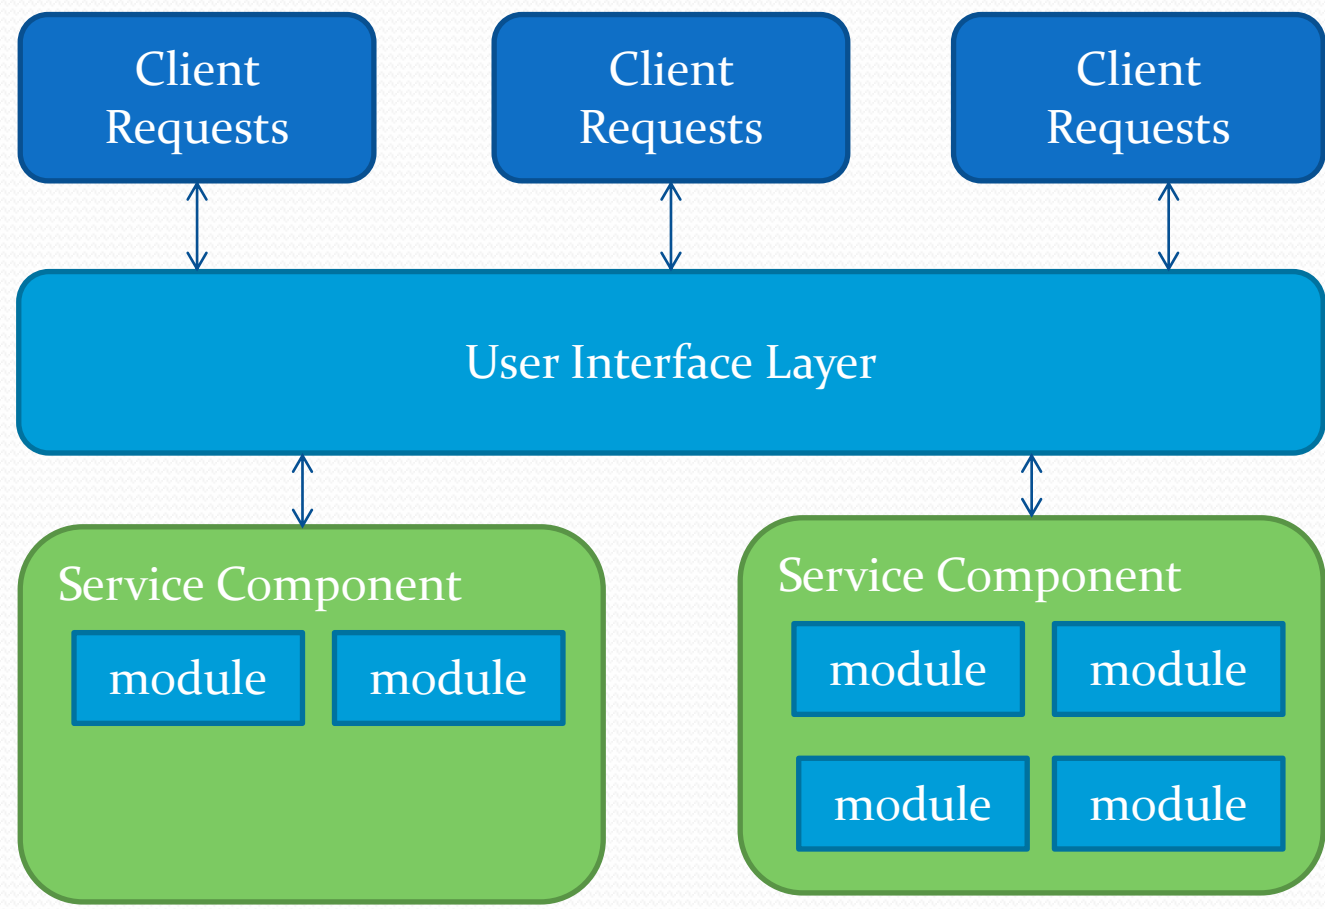 Client
Requests
Client
Requests
Client
Requests
User Interface Layer
Service Component
module
module
Service Component
module
module
module
module